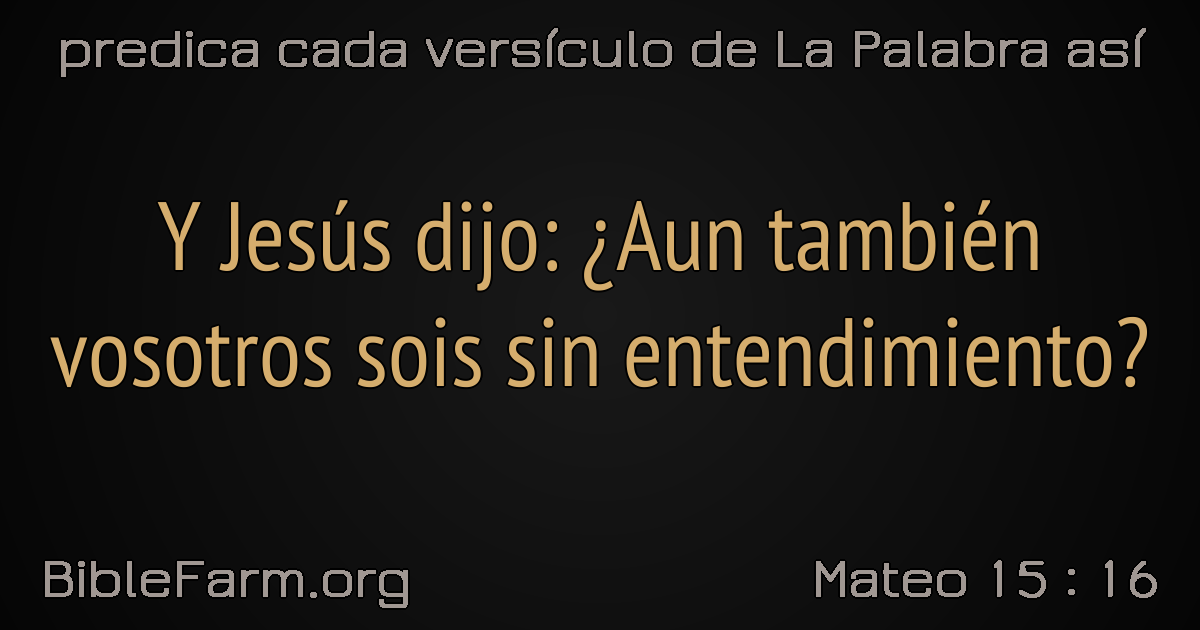 predica cada versículo de La Palabra así
Y Jesús dijo: ¿Aun también
vosotros sois sin entendimiento?
BibleFarm.org
Mateo 15 : 16